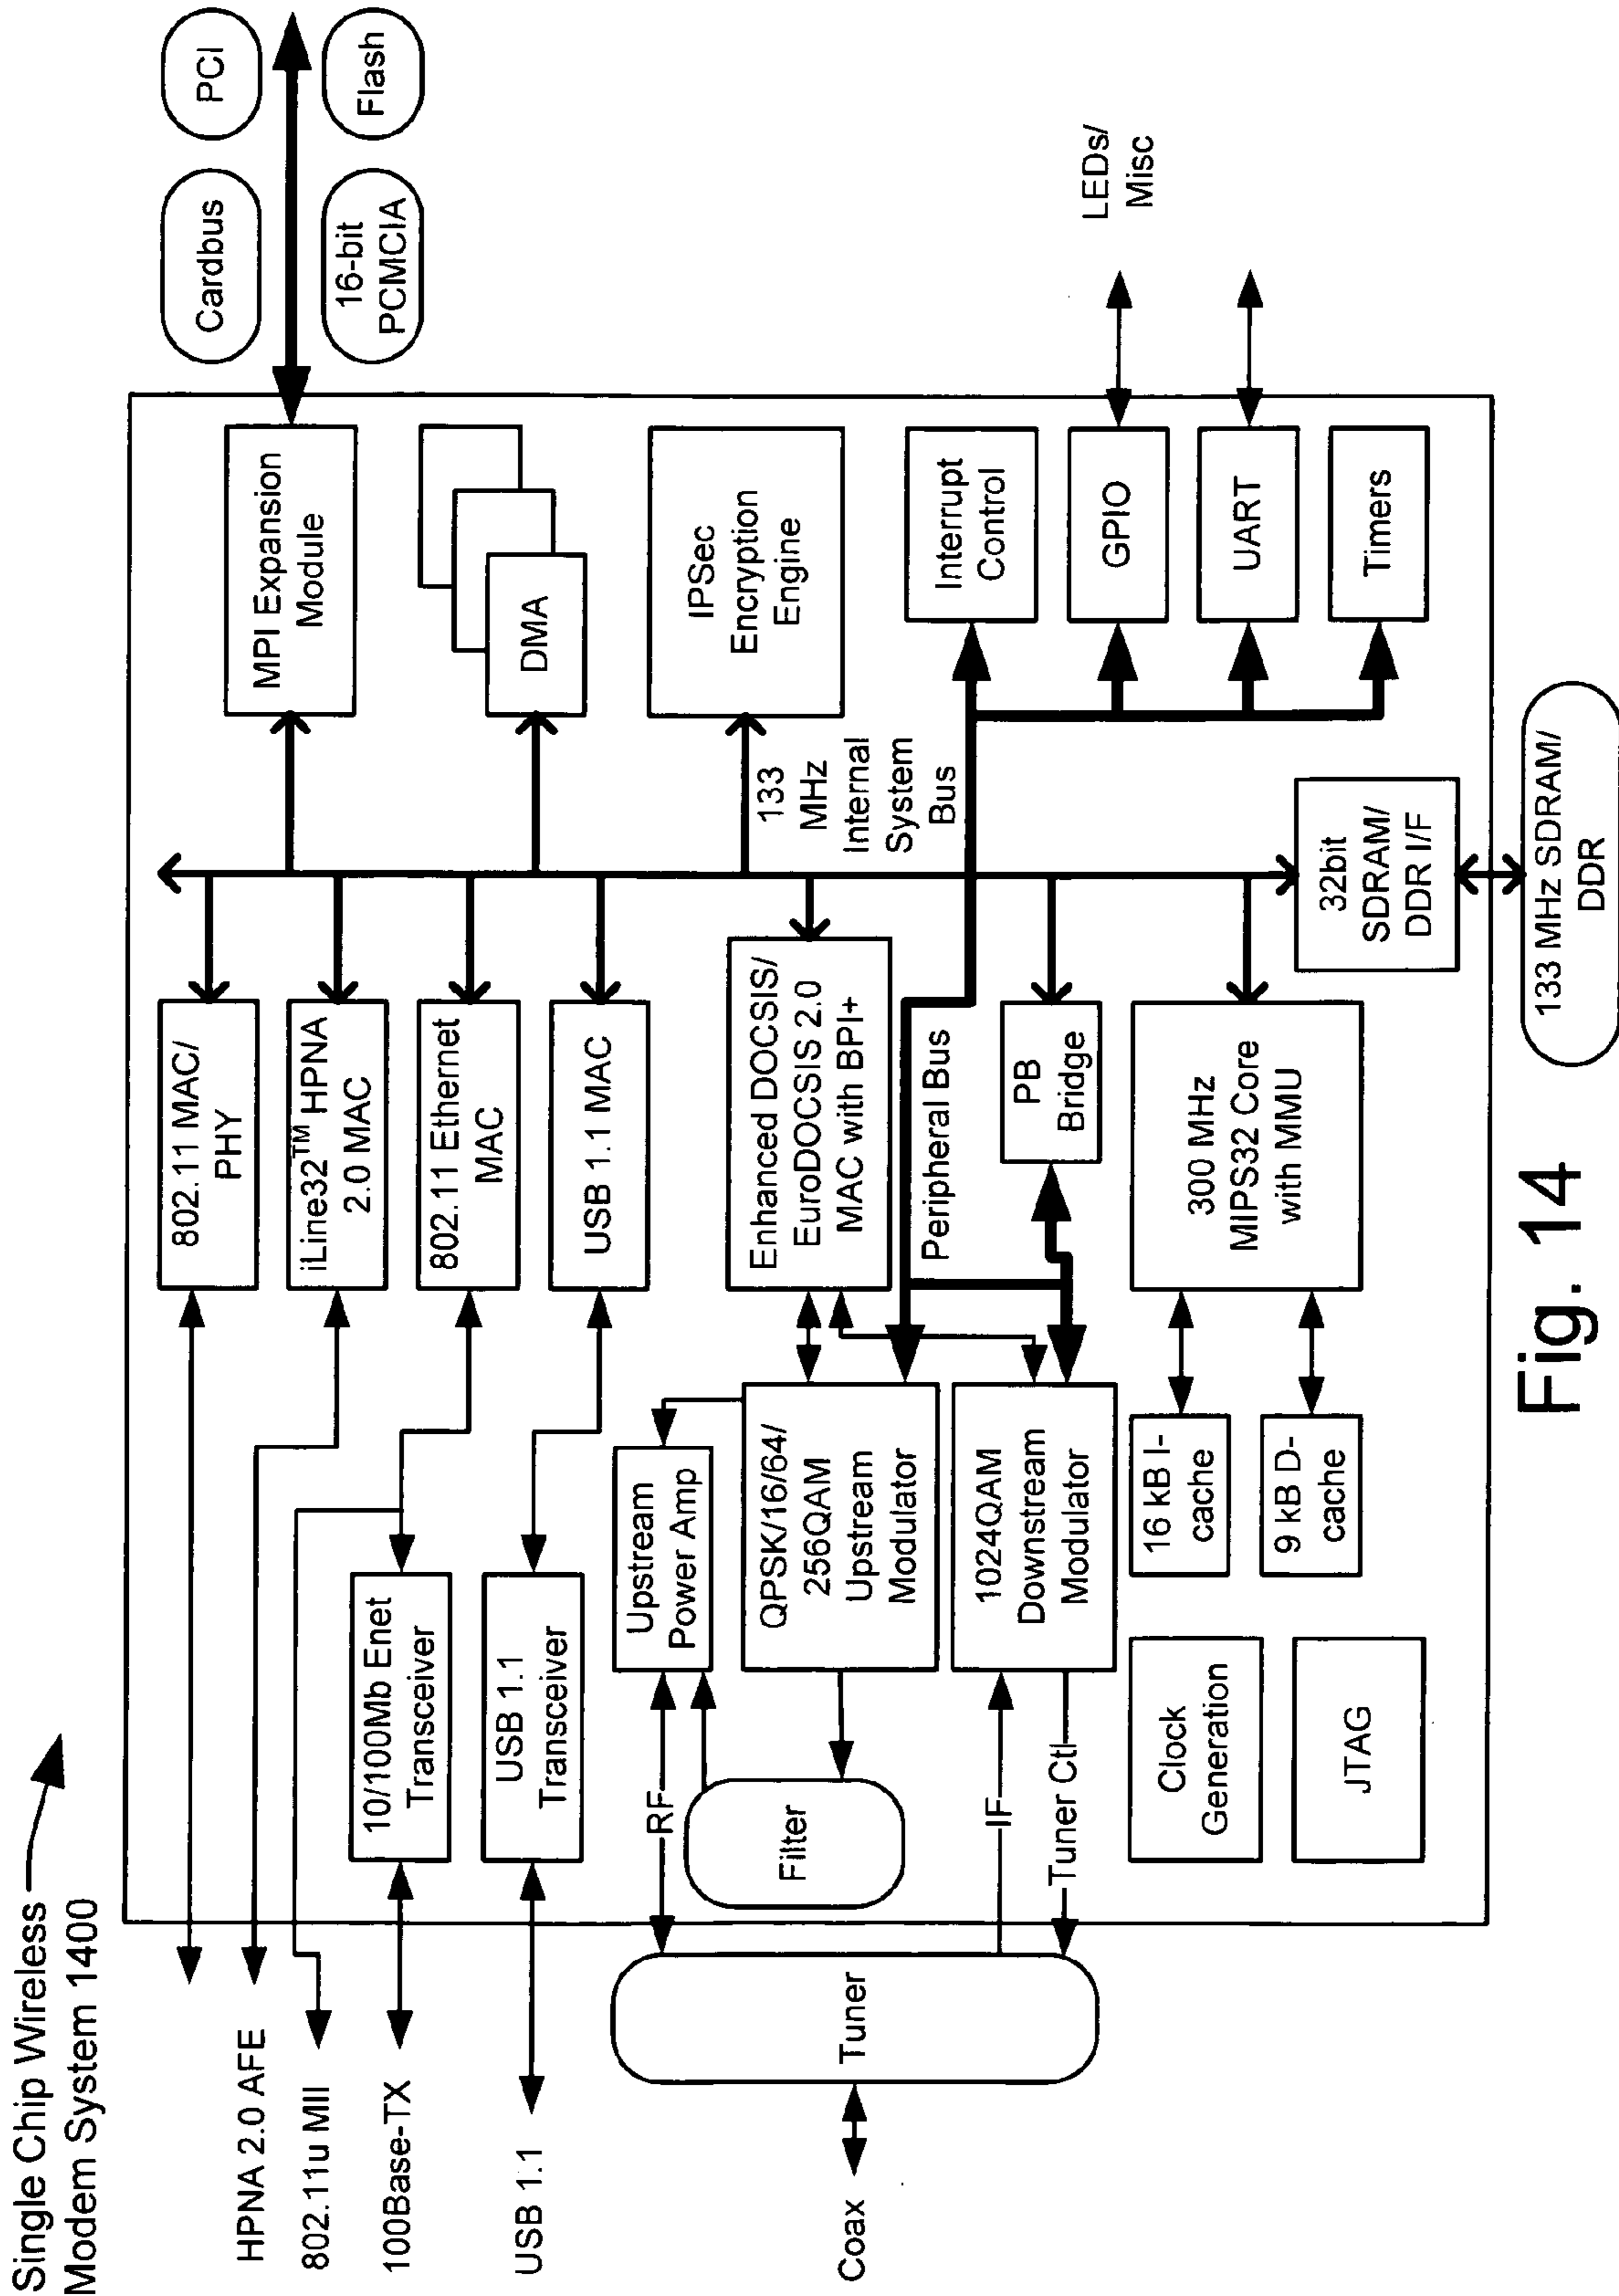 Single Chip Wireless
Modem System 1400
HPNA 2.0 AFE
802.11u MII
100Base-TX
USB 1.1
Coax
Tuner
RF
IF
Tuner Ctl
Filter
10/100Mb Enet
Transceiver
USB 1.1
Transceiver
Upstream
Power Amp
QPSK/16/64/
256QAM
Upstream
Modulator
1024QAM
Downstream
Modulator
16 kB I-
cache
9 kB D-
cache
Clock
Generation
JTAG
802.11 MAC/
PHY
iLine32™ HPNA
2.0 MAC
802.11 Ethernet
MAC
USB 1.1 MAC
Enhanced DOCSIS/
EuroDOCSIS 2.0
MAC with BPI+
Peripheral Bus
PB
Bridge
300 MHz
MIPS32 Core
with MMU
133
MHz
Internal
System
Bus
32bit
SDRAM/
DDR I/F
133 MHz SDRAM/
DDR
MPI Expansion
Module
DMA
IPSec
Encryption
Engine
Interrupt
Control
GPIO
UART
Timers
Cardbus
PCI
16-bit
PCMCIA
Flash
LEDs/
Misc
Fig. 14